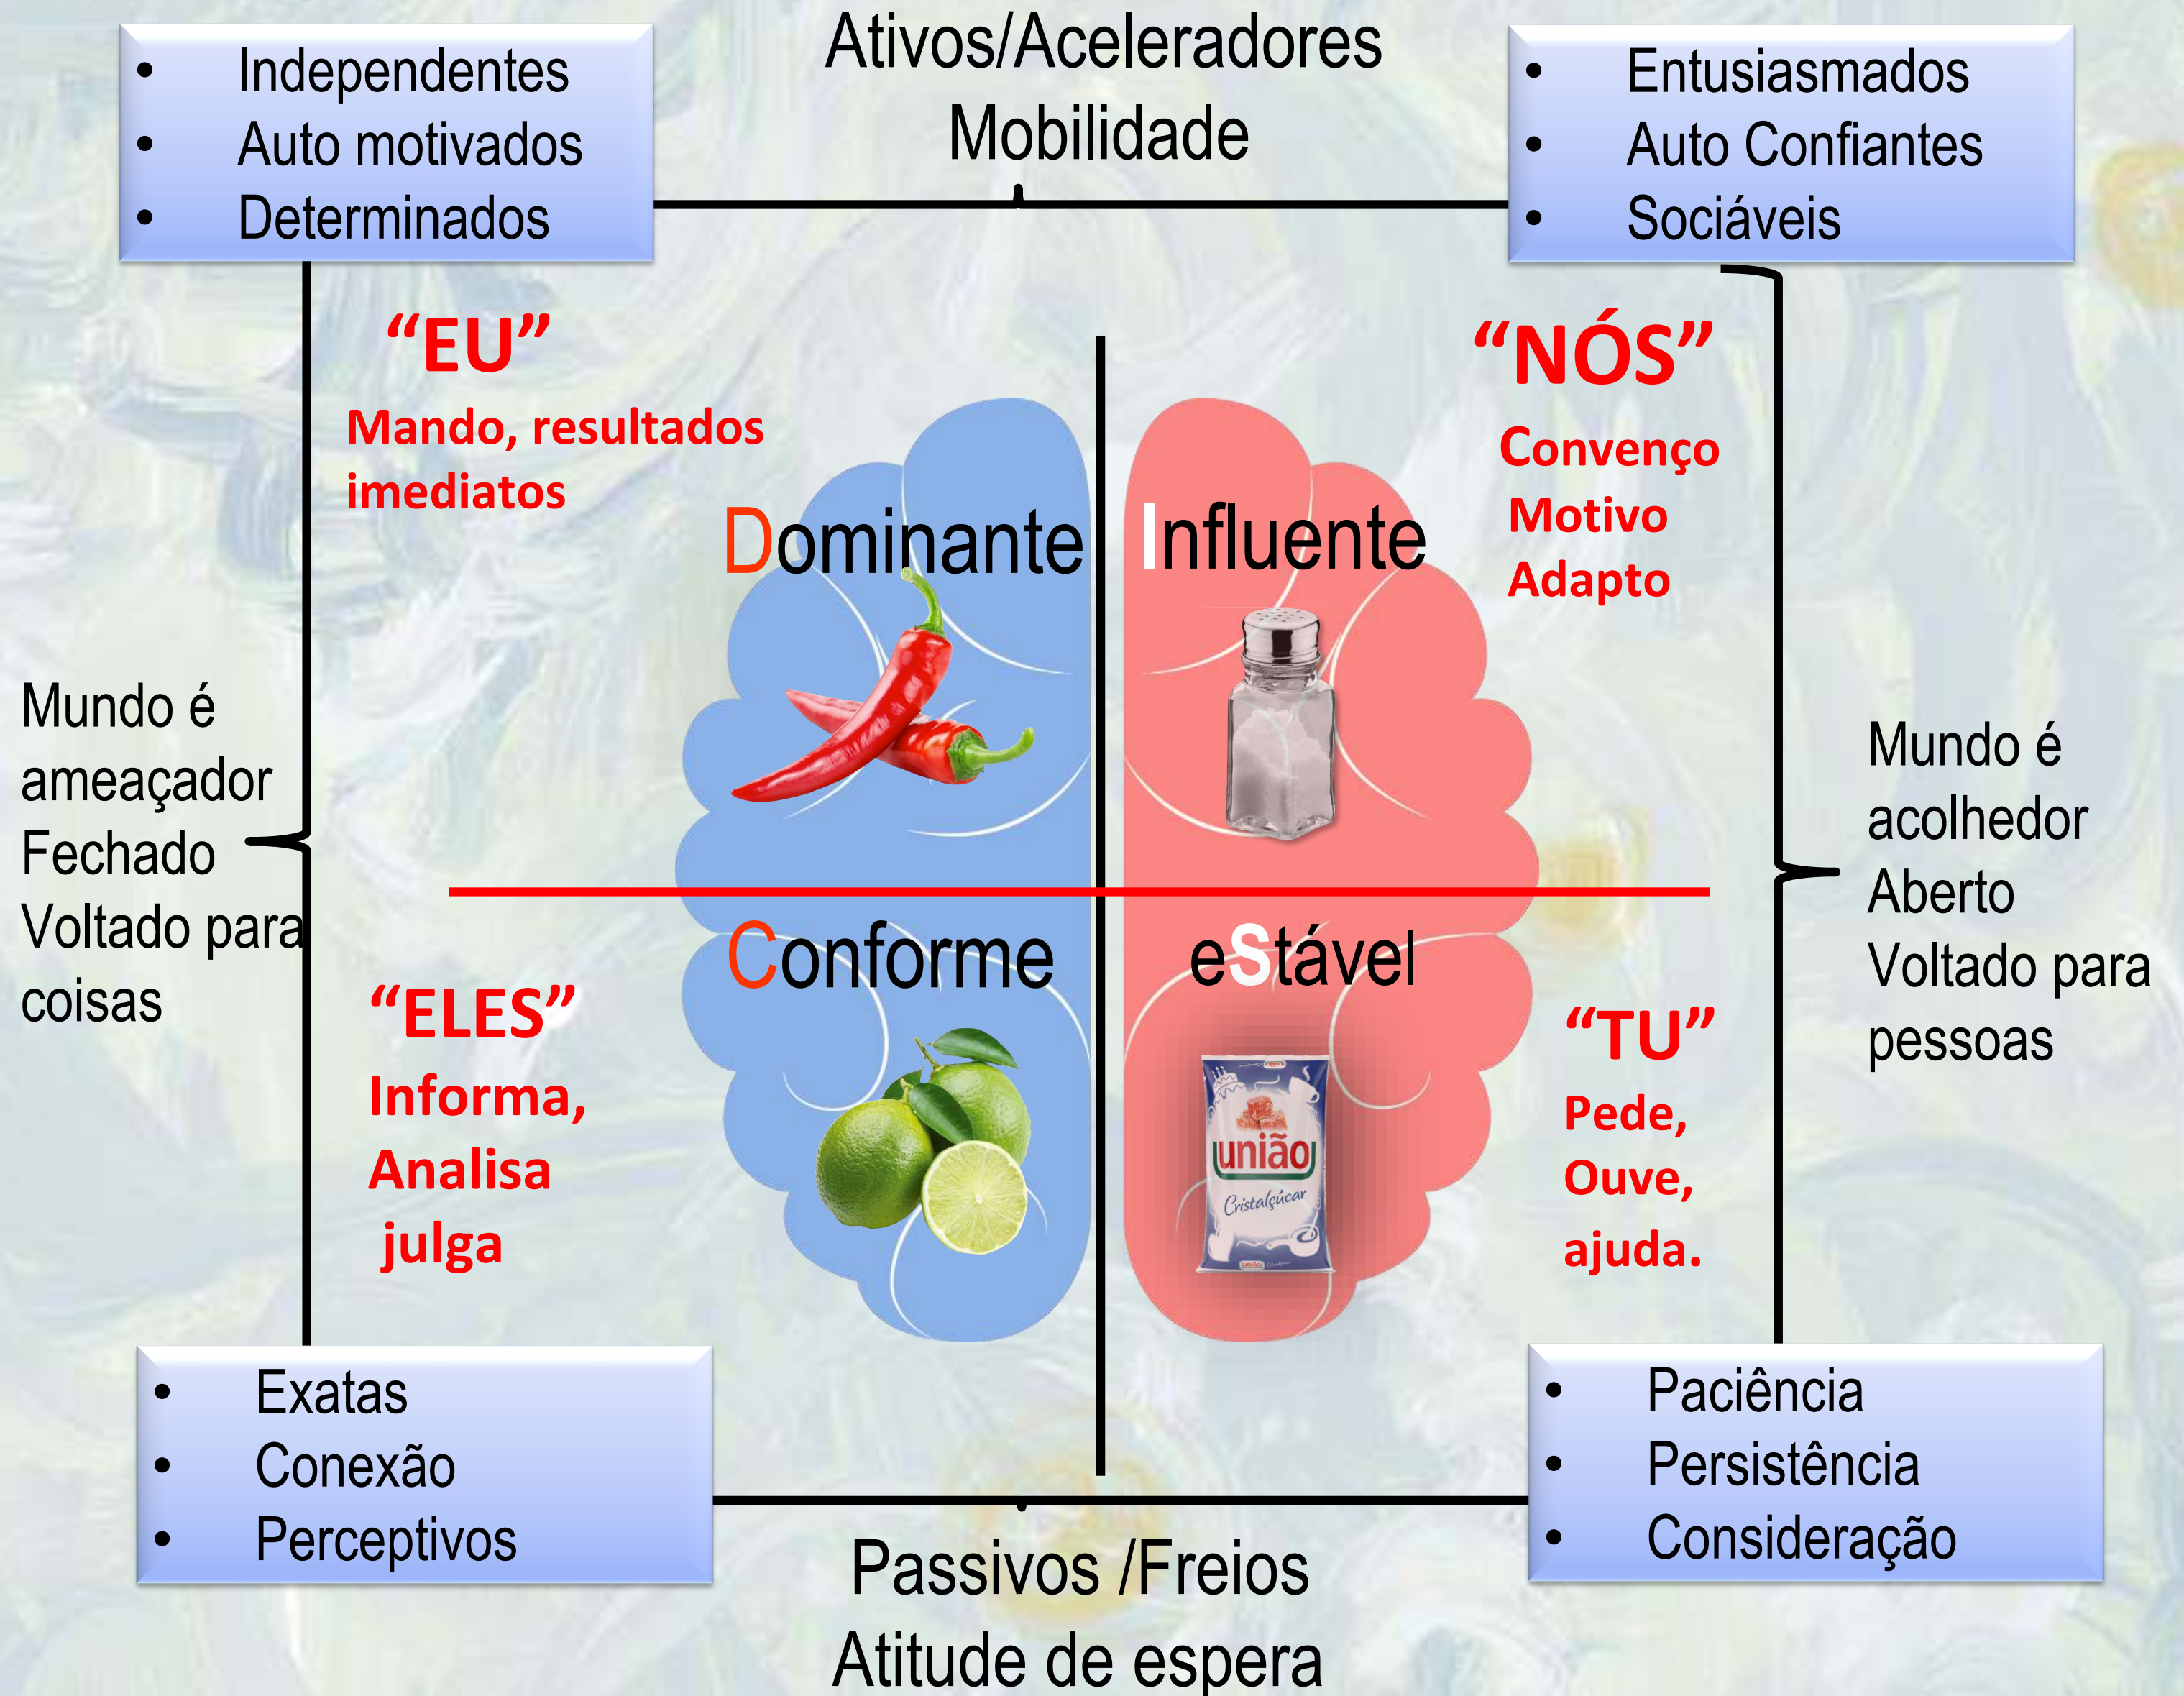 Ativos/Aceleradores
Mobilidade
• Independentes
• Auto motivados
• Determinados
• Entusiasmados
• Auto Confiantes
• Sociáveis
“EU”
Mando, resultados
imediatos
“NÓS”
Convenço
Motivo
Adapto
Dominante
Influente
Mundo é
ameaçador
Fechado
Voltado para
coisas
Mundo é
acolhedor
Aberto
Voltado para
pessoas
Conforme
eStável
“ELES”
Informa,
Analisa
julga
“TU”
Pede,
Ouve,
ajuda.
união
Cristalçúcar
• Exatas
• Conexão
• Perceptivos
• Paciência
• Persistência
• Consideração
Passivos /Freios
Atitude de espera